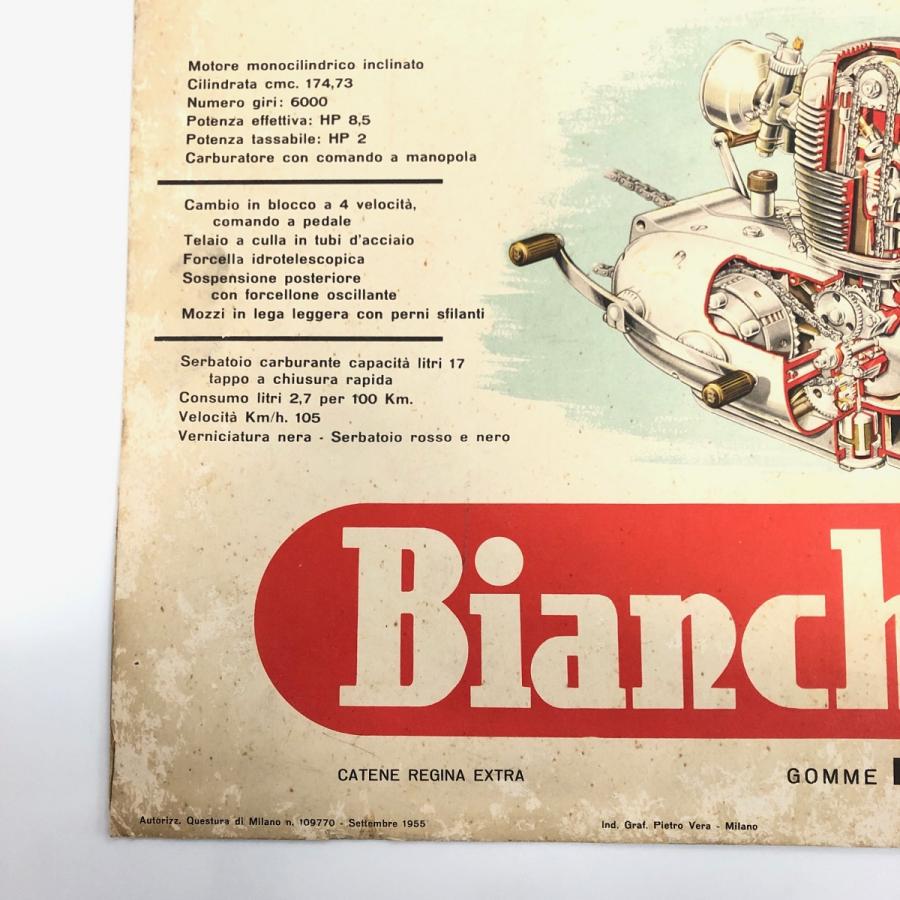 Motore monocilindrico inclinato
Cilindrata cmc. 174,73
Numero giri: 6000
Potenza effettiva: HP 8,5
Potenza tassabile: HP 2
Carburatore con comando a manopola
Cambio in blocco a 4 velocità,
comando a pedale
Telaio a culla in tubi d'acciaio
Forcella idrotelescopica
Sospensione posteriore
con forcellone oscillante
Mozzi in lega leggera con perni sfilanti
Serbatoio carburante capacità litri 17
tappo a chiusura rapida
Consumo litri 2,7 per 100 Km.
Velocità Km/h. 105
Verniciatura nera - Serbatoio rosso e nero
Bianch
CATENE REGINA EXTRA
GOMME
Autorizz. Questura di Milano n. 109770 - Settembre 1955
Ind. Graf. Pietro Vera - Milano